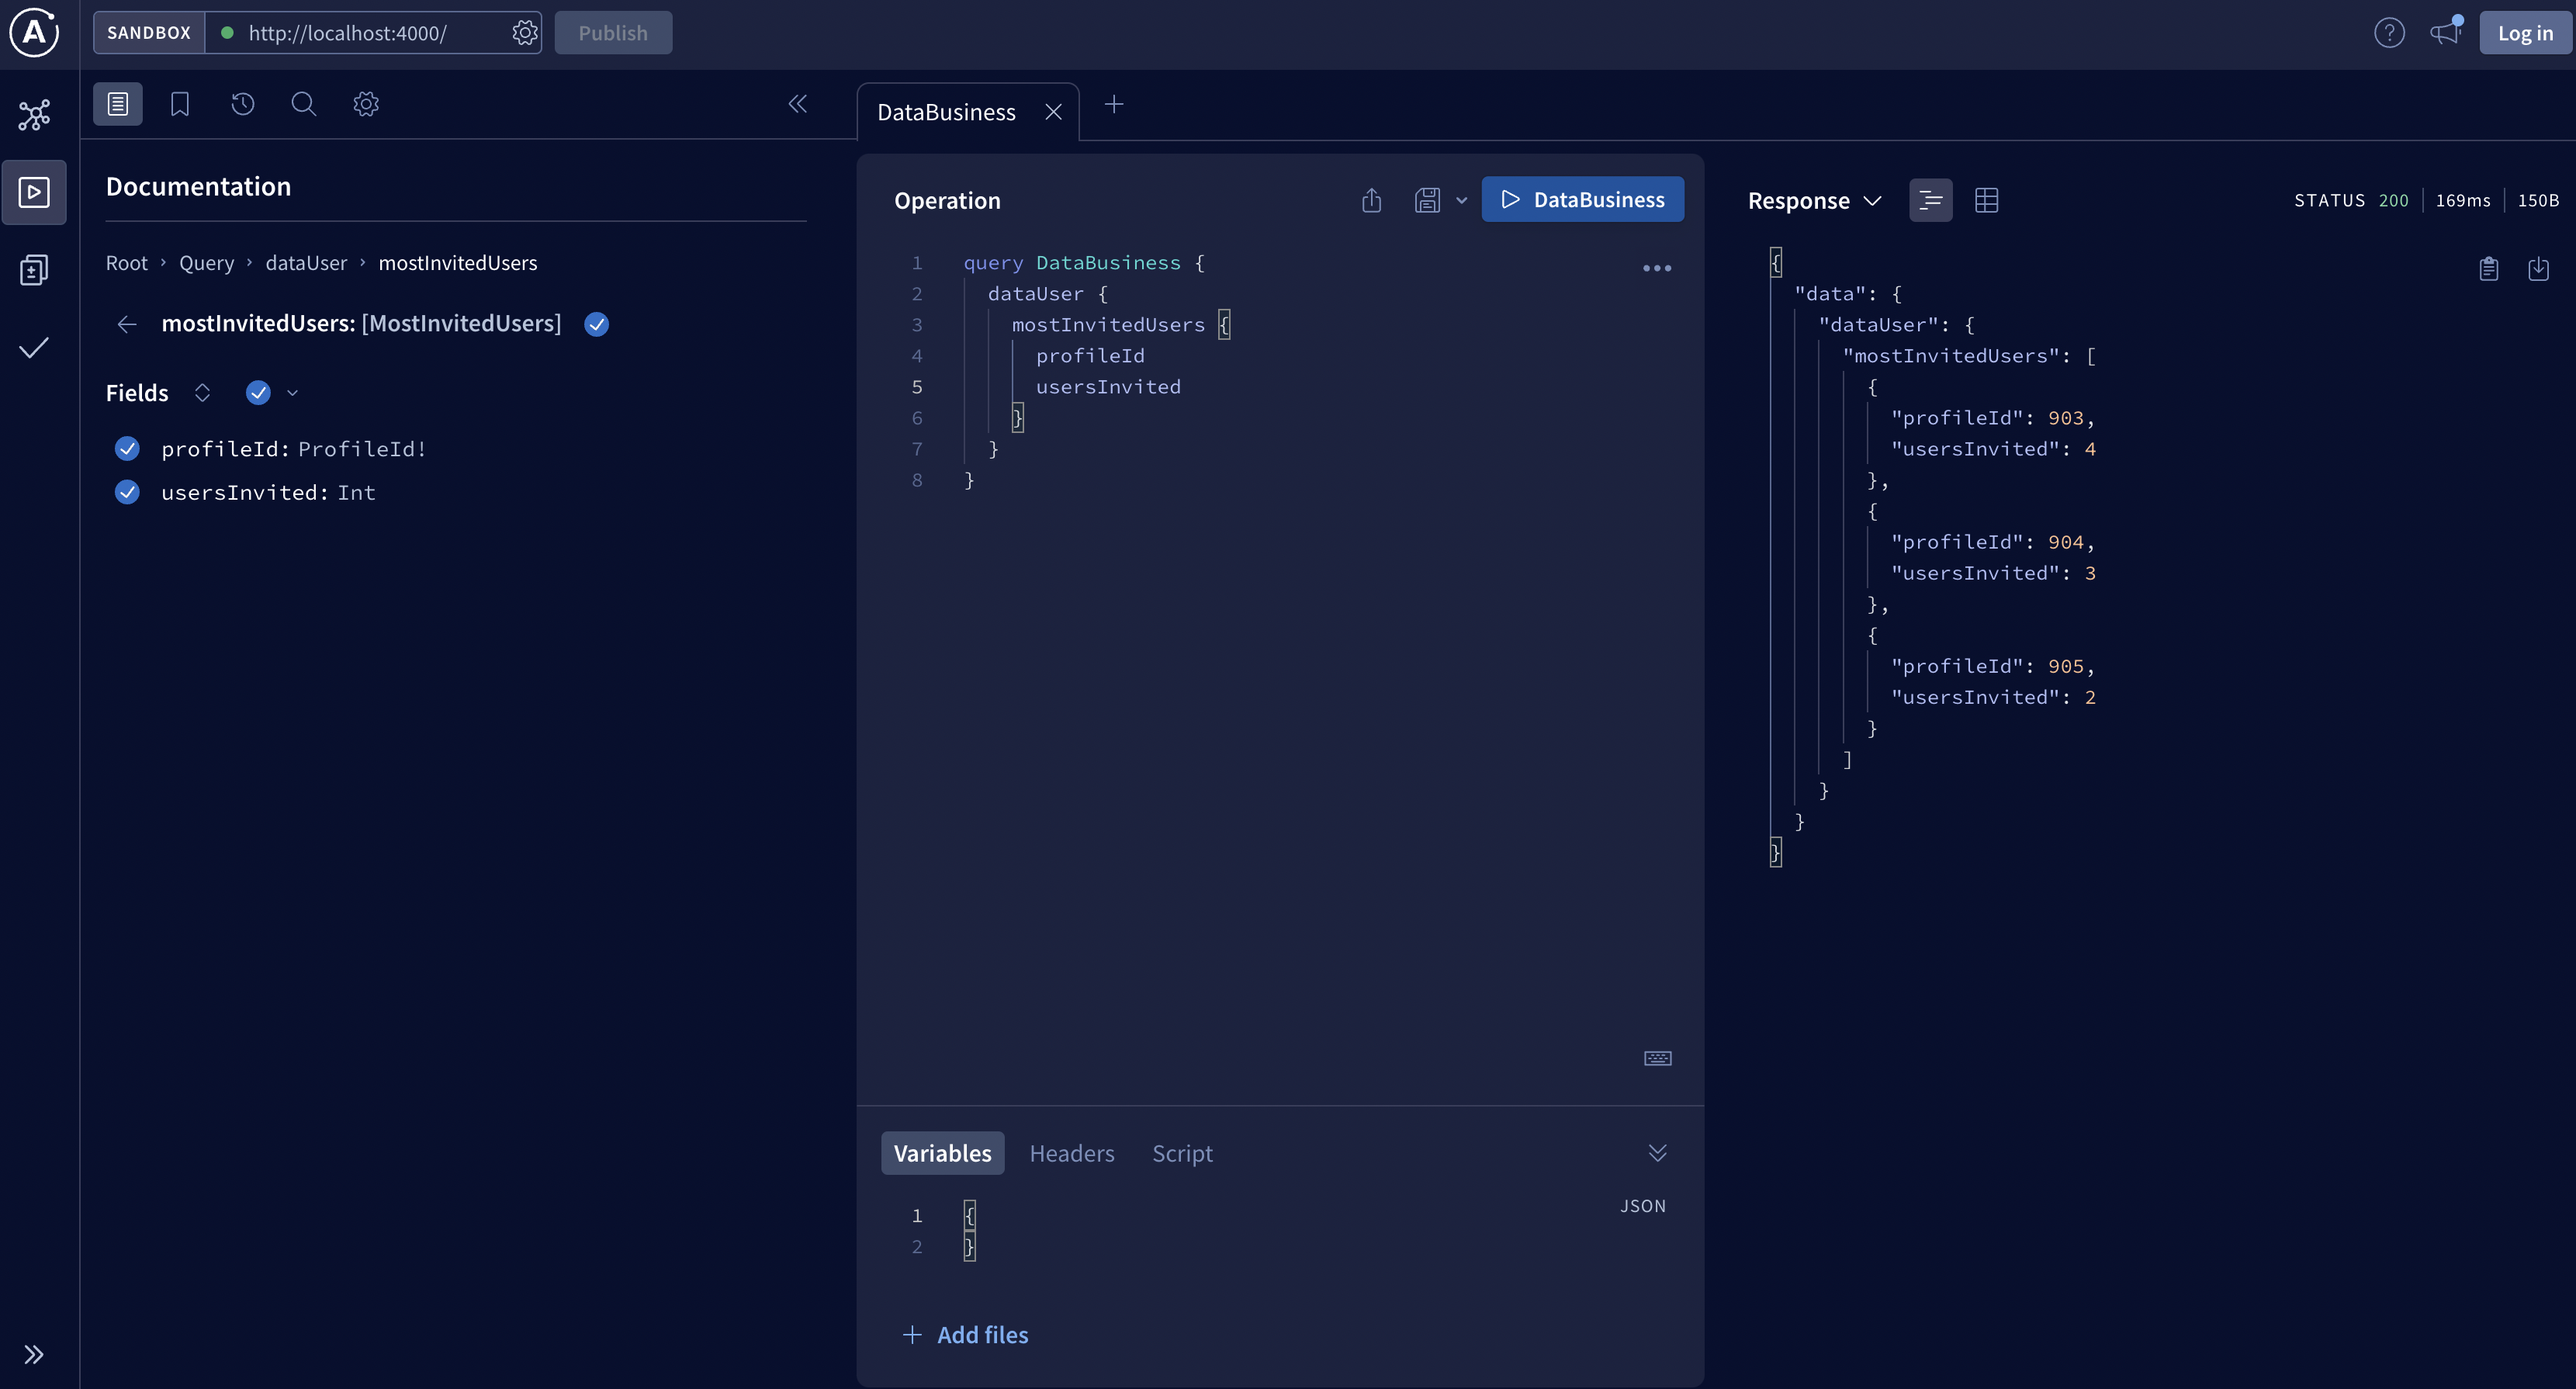 SANDBOX http://localhost:4000/ Publish Log in
DataBusiness
Documentation
Root › Query › dataUser › mostInvitedUsers
mostInvitedUsers: [MostInvitedUsers]
Fields
profileId: ProfileId!
usersInvited: Int
Operation
DataBusiness
1 query DataBusiness {
2 dataUser {
3 mostInvitedUsers {
4 profileId
5 usersInvited
6 }
7 }
8 }
Variables Headers Script
JSON
1 {
2 }
+ Add files
Response STATUS 200 169ms 150B
{
"data": {
"dataUser": {
"mostInvitedUsers": [
{
"profileId": 903,
"usersInvited": 4
},
{
"profileId": 904,
"usersInvited": 3
},
{
"profileId": 905,
"usersInvited": 2
}
]
}
}
}